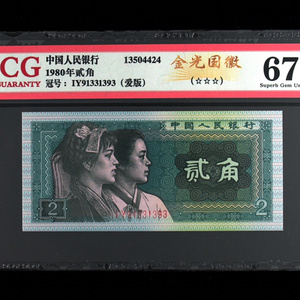 CG
GUARANTY
中国人民银行 13504424
1980年贰角
冠号：IY91331393（爱版）
金光国徽
(☆☆☆)
67
Superb Gem Un
中国人民银行
贰角
IY91331393
2
2